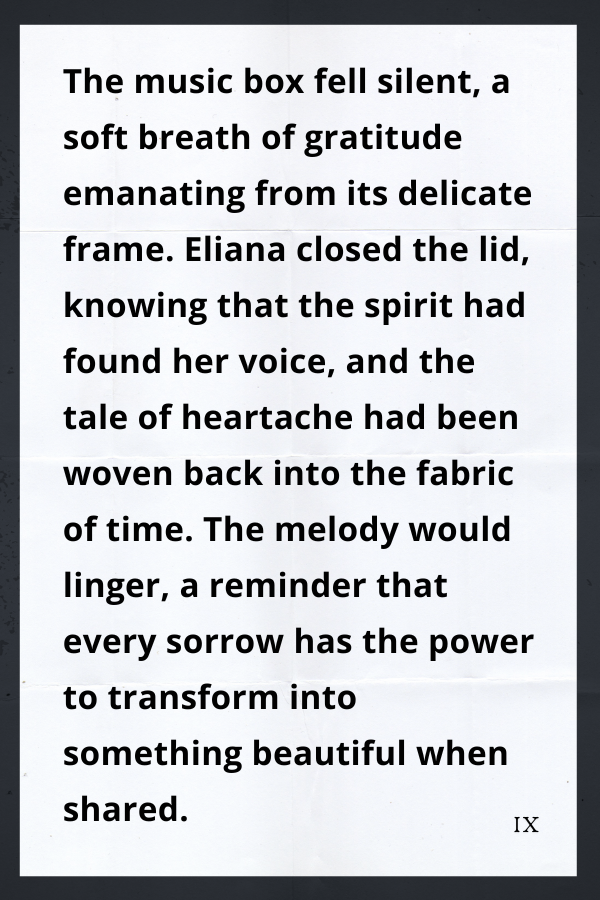 The music box fell silent, a
soft breath of gratitude
emanating from its delicate
frame. Eliana closed the lid,
knowing that the spirit had
found her voice, and the
tale of heartache had been
woven back into the fabric
of time. The melody would
linger, a reminder that
every sorrow has the power
to transform into
something beautiful when
shared.
IX